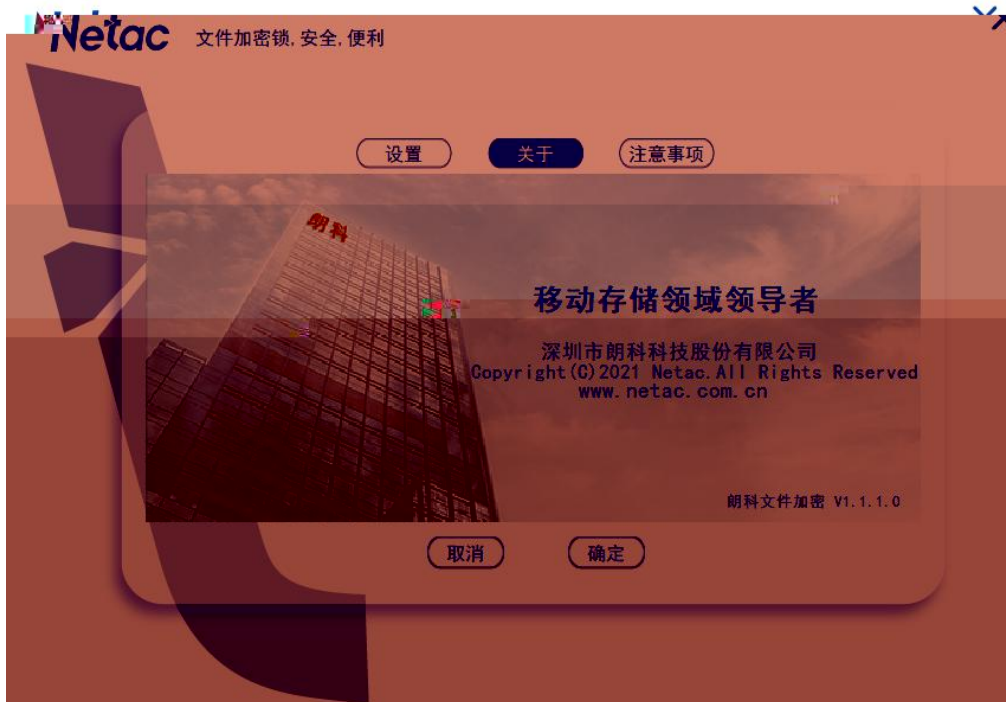 Netac 文件加密锁,安全,便利
设置 关于 注意事项
朗科
移动存储领域领导者
深圳市朗科科技股份有限公司
Copyright(C)2021 Netac.All Rights Reserved
www.netac.com.cn
朗科文件加密 V1.1.1.0
取消 确定